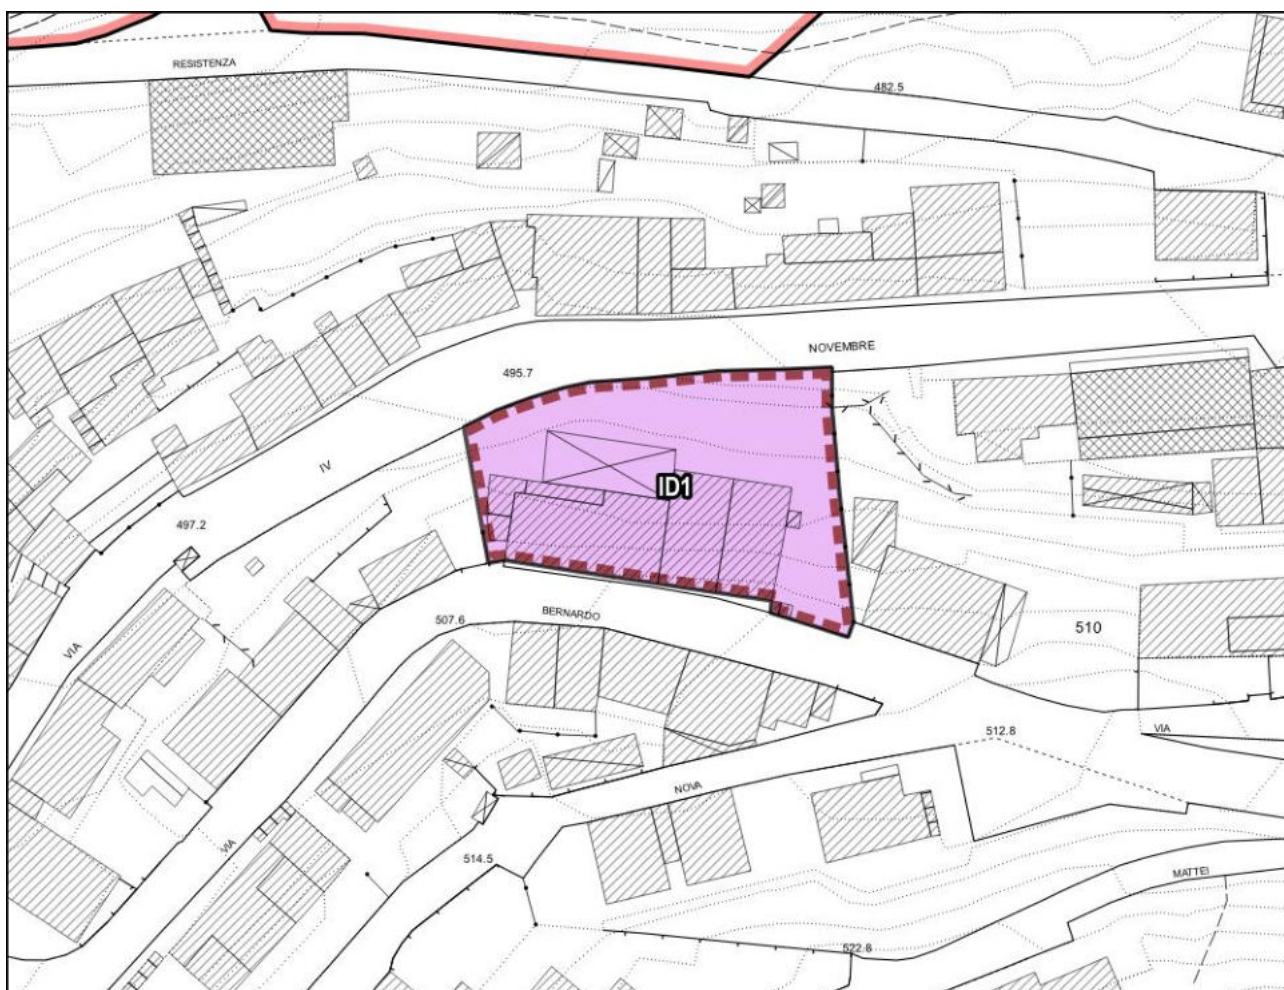 RESISTENZA
482.5
NOVEMBRE
495.7
IV
ID1
497.2
BERNARDO
507.6
510
VIA
512.8
VIA
NOVA
VIA
514.5
MATTEI
522.8